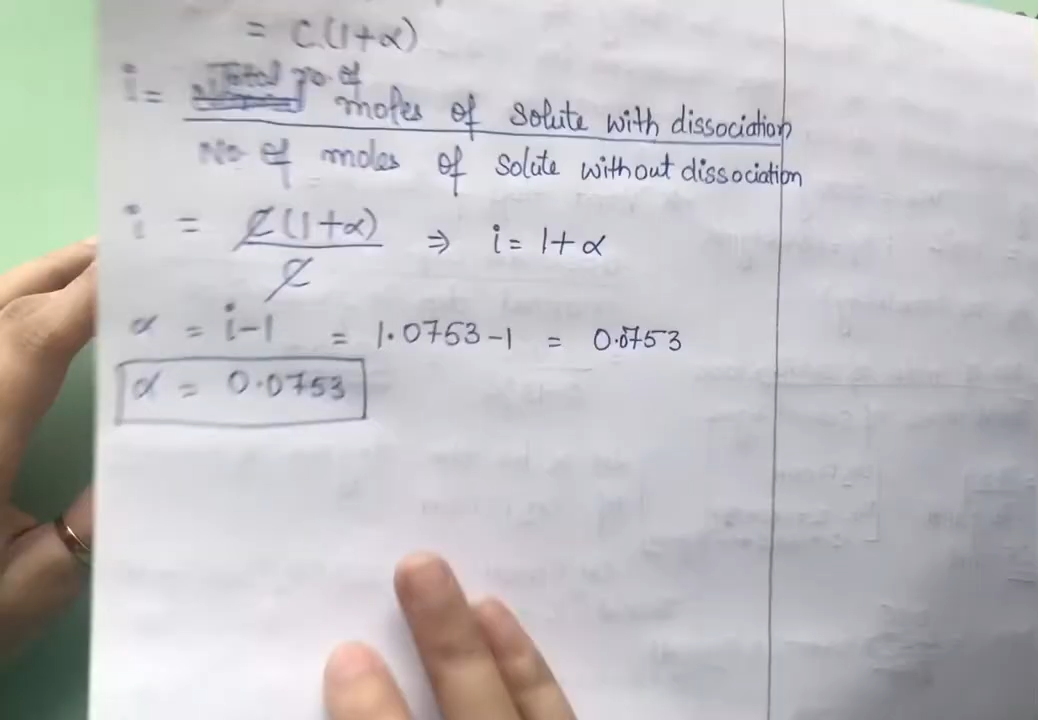 = C(1+α)
i = Total no of moles of solute with dissociation
No of moles of solute without dissociation
i = C(1+α) / C ⇒ i = 1+α
α = i-1 = 1.0753-1 = 0.0753
α = 0.0753